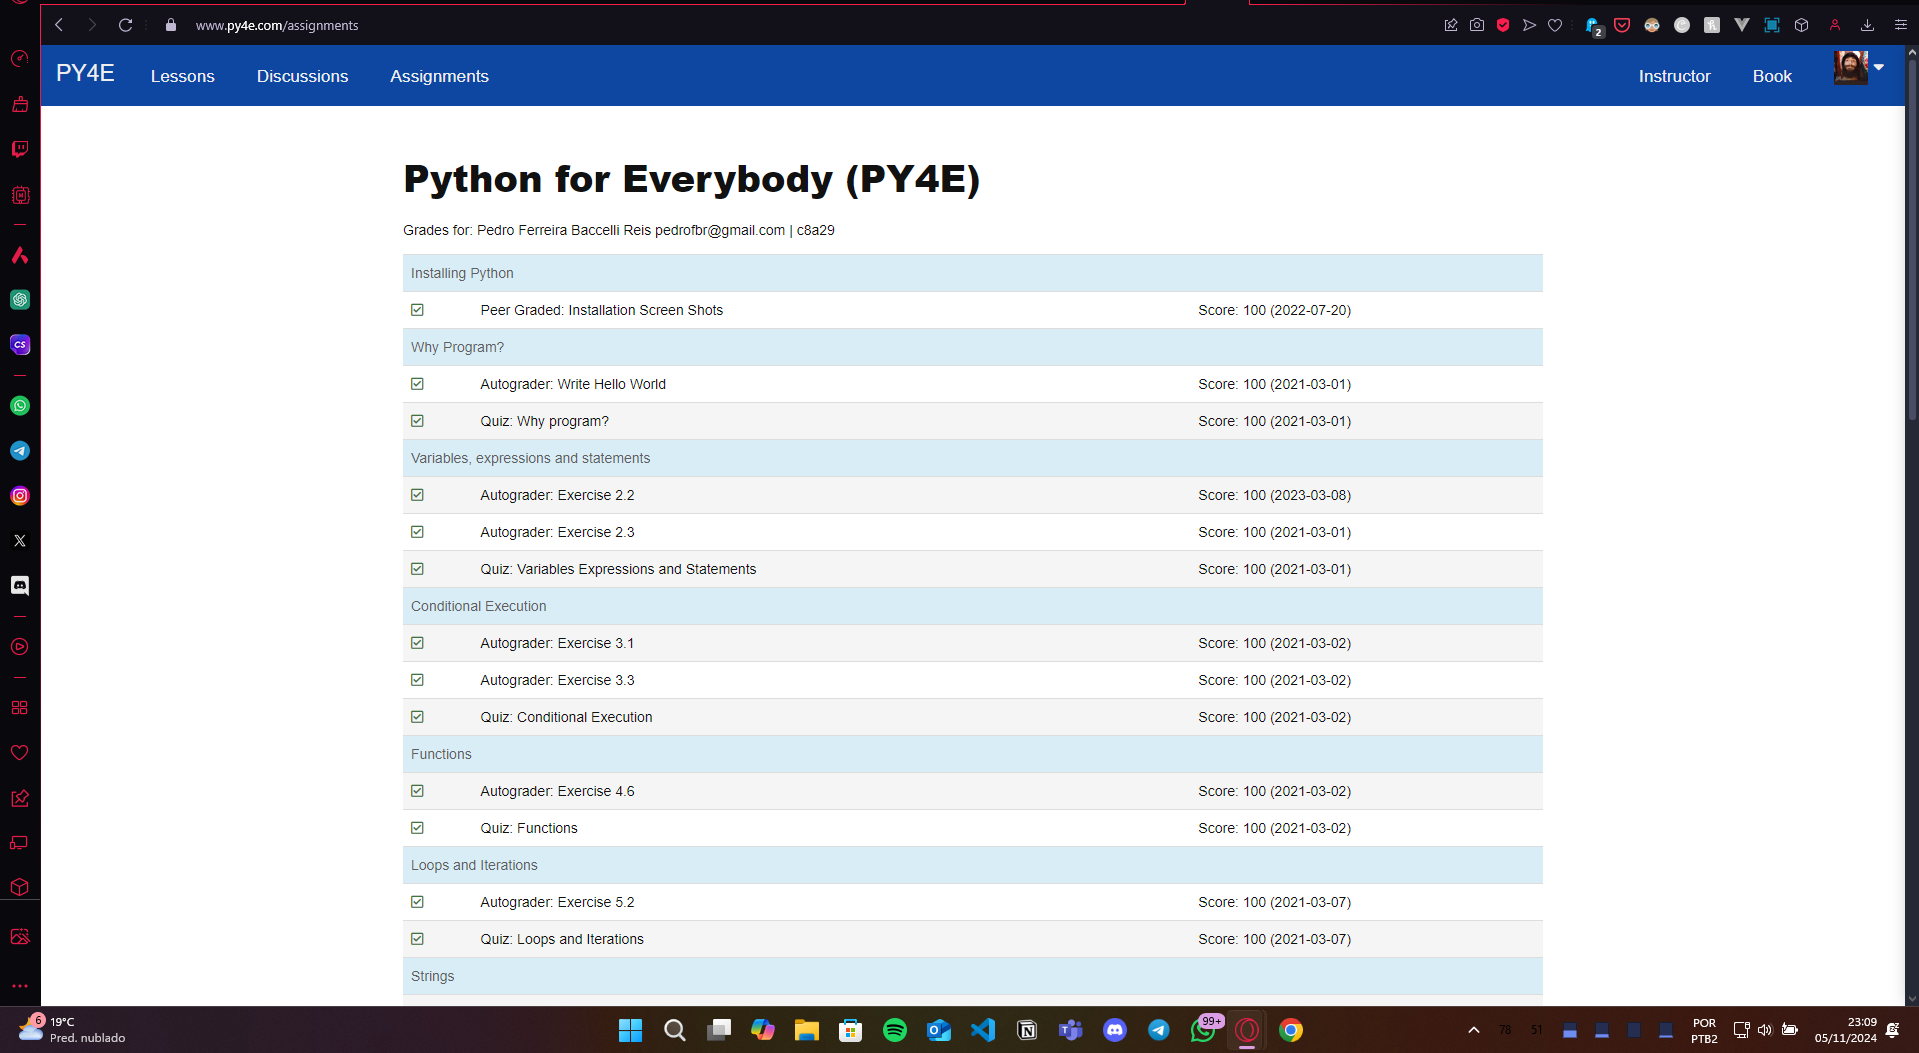 www.py4e.com/assignments
2
PY4E
Lessons
Discussions
Assignments
Instructor
Book
Python for Everybody (PY4E)
Grades for: Pedro Ferreira Baccelli Reis pedrofbr@gmail.com | c8a29
Installing Python
Peer Graded: Installation Screen Shots Score: 100 (2022-07-20)
Why Program?
Autograder: Write Hello World Score: 100 (2021-03-01)
Quiz: Why program? Score: 100 (2021-03-01)
Variables, expressions and statements
Autograder: Exercise 2.2 Score: 100 (2023-03-08)
Autograder: Exercise 2.3 Score: 100 (2021-03-01)
Quiz: Variables Expressions and Statements Score: 100 (2021-03-01)
Conditional Execution
Autograder: Exercise 3.1 Score: 100 (2021-03-02)
Autograder: Exercise 3.3 Score: 100 (2021-03-02)
Quiz: Conditional Execution Score: 100 (2021-03-02)
Functions
Autograder: Exercise 4.6 Score: 100 (2021-03-02)
Quiz: Functions Score: 100 (2021-03-02)
Loops and Iterations
Autograder: Exercise 5.2 Score: 100 (2021-03-07)
Quiz: Loops and Iterations Score: 100 (2021-03-07)
Strings
CS
6
19°C
Pred. nublado
99+
78
51
POR
PTB2
23:09
05/11/2024